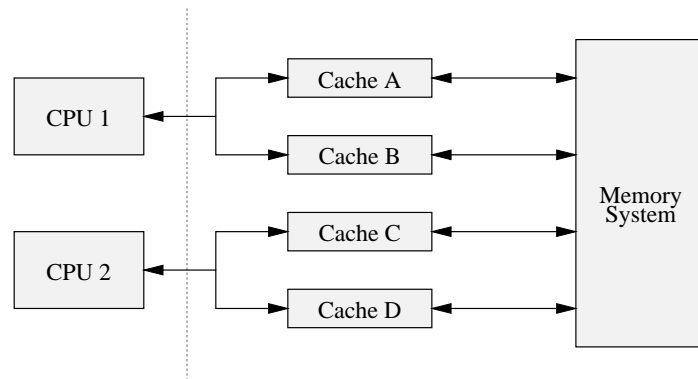 CPU 1
Cache A
Cache B
CPU 2
Cache C
Cache D
Memory
System